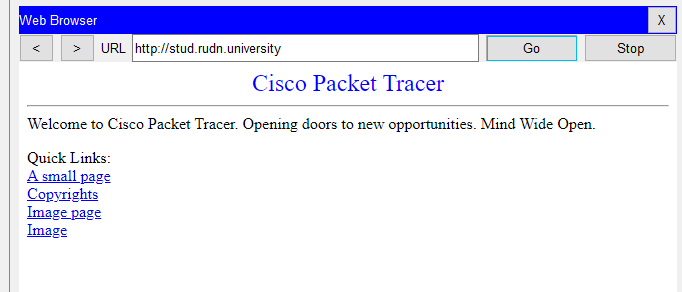 Web Browser X
< > URL http://stud.rudn.university Go Stop
Cisco Packet Tracer
Welcome to Cisco Packet Tracer. Opening doors to new opportunities. Mind Wide Open.
Quick Links:
A small page
Copyrights
Image page
Image